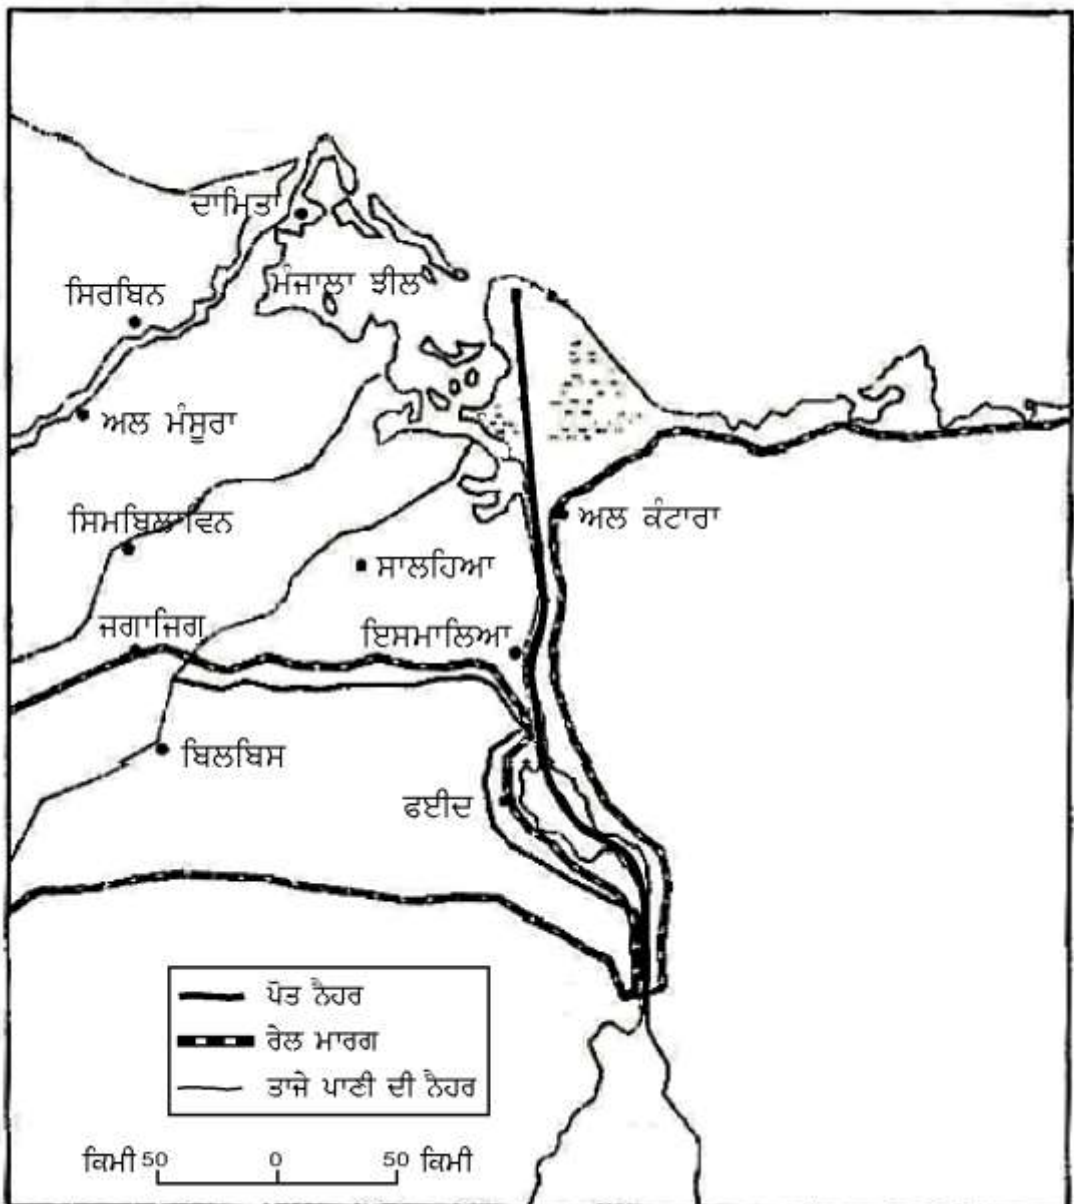 ਦਾਮਿਤਾ
ਮੰਜਾਲਾ ਝੀਲ
ਸਿਰਬਿਨ
ਅਲ ਮੰਸੂਰਾ
ਸਿਮਬਿਲਾਵਿਨ
ਅਲ ਕੰਟਾਰਾ
ਸਾਲਹਿਆ
ਜਗਾਜਿਗ
ਇਸਮਾਲਿਆ
ਬਿਲਬਿਸ
ਫਈਦ
ਪੋਤ ਨੈਹਰ
ਰੇਲ ਮਾਰਗ
ਤਾਜੇ ਪਾਣੀ ਦੀ ਨੈਹਰ
ਕਿਮੀ 50 0 50 ਕਿਮੀ